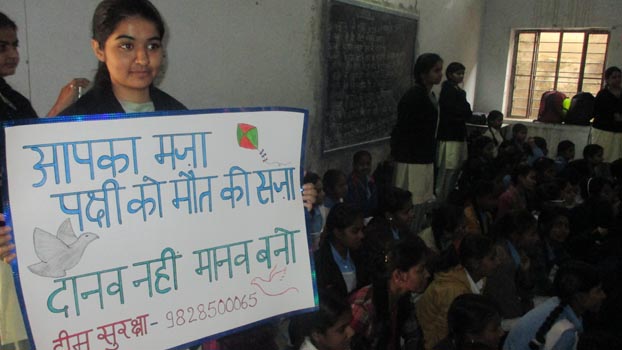 आपका मज़ा
पक्षी को मौत की सज़ा
दानव नहीं मानव बनो
टीम सुरक्षा- 9828500065